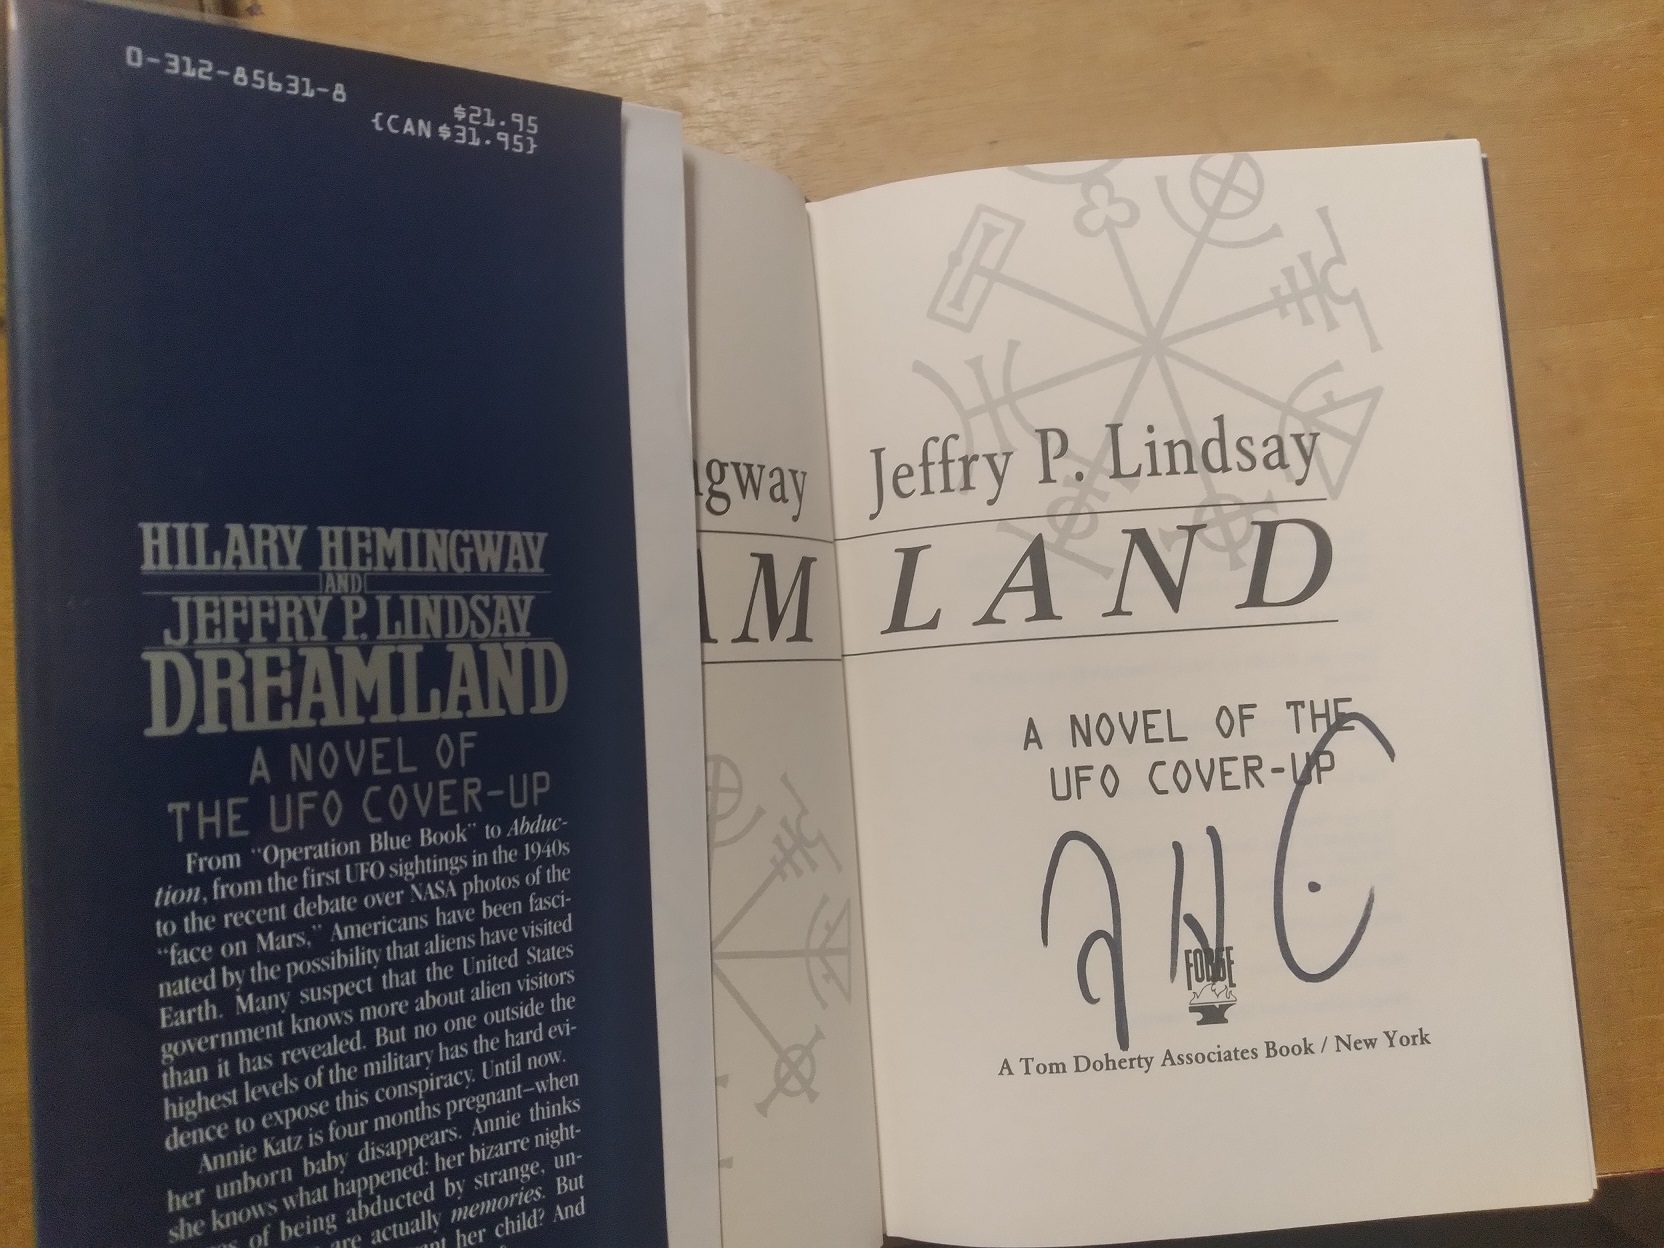 0-312-85631-8
$21.95
{CAN $31.95}
HILARY HEMINGWAY
AND
JEFFRY P. LINDSAY
DREAMLAND
A NOVEL OF
THE UFO COVER-UP
From "Operation Blue Book" to Abduc-
tion, from the first UFO sightings in the 1940s
to the recent debate over NASA photos of the
"face on Mars," Americans have been fasci-
nated by the possibility that aliens have visited
Earth. Many suspect that the United States
government knows more about alien visitors
than it has revealed. But no one outside the
highest levels of the military has the hard evi-
dence to expose this conspiracy. Until now.
Annie Katz is four months pregnant—when
her unborn baby disappears. Annie thinks
she knows what happened: her bizarre night-
of being abducted by strange, un-
are actually memories. But
her child? And
gway
AM
Jeffry P. Lindsay
LAND
A NOVEL OF THE
UFO COVER-UP
FORGE
A Tom Doherty Associates Book / New York